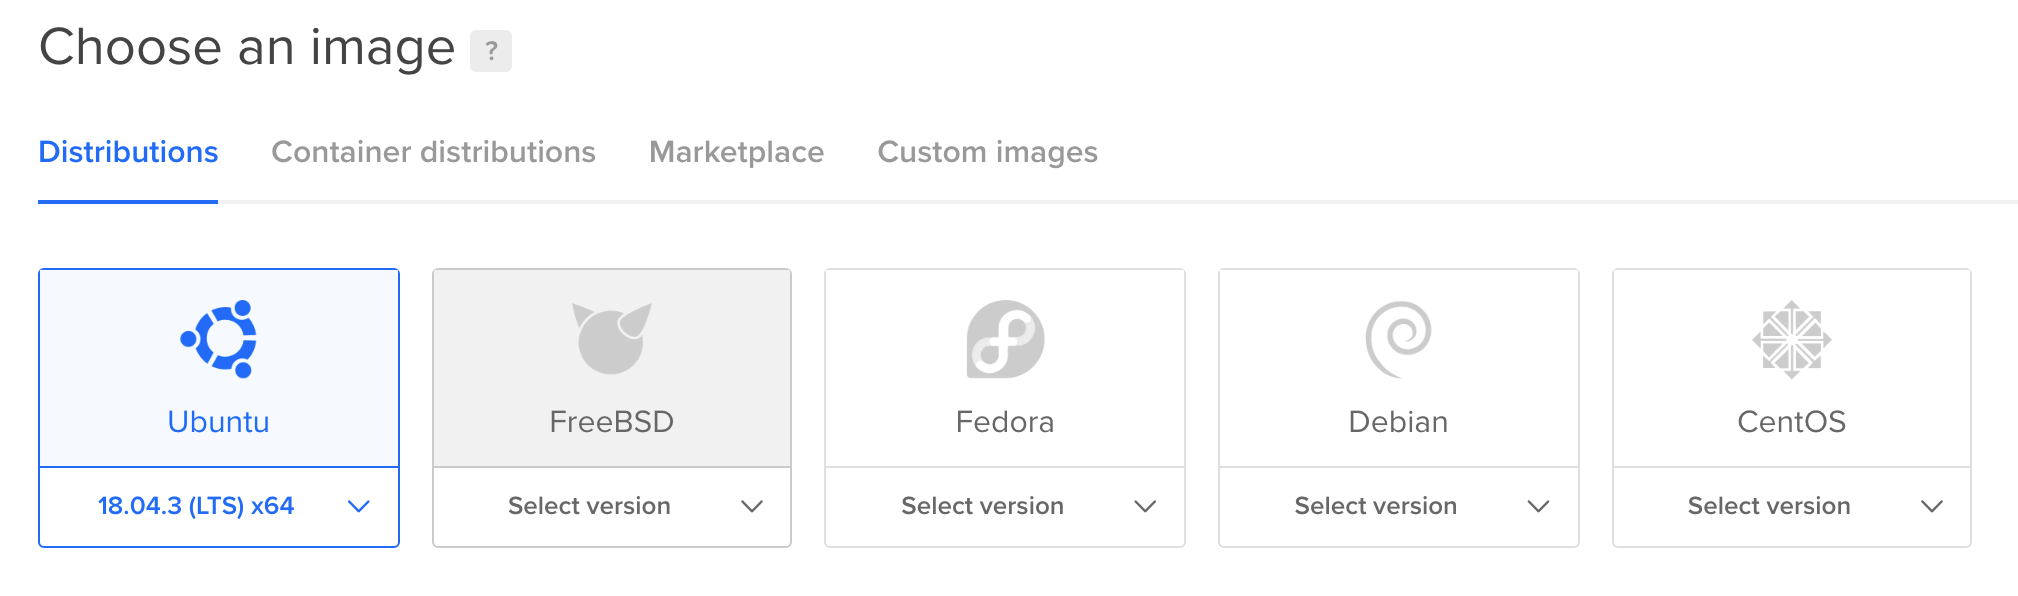 Choose an image ?
Distributions Container distributions Marketplace Custom images
Ubuntu FreeBSD Fedora Debian CentOS
18.04.3 (LTS) x64 Select version Select version Select version Select version